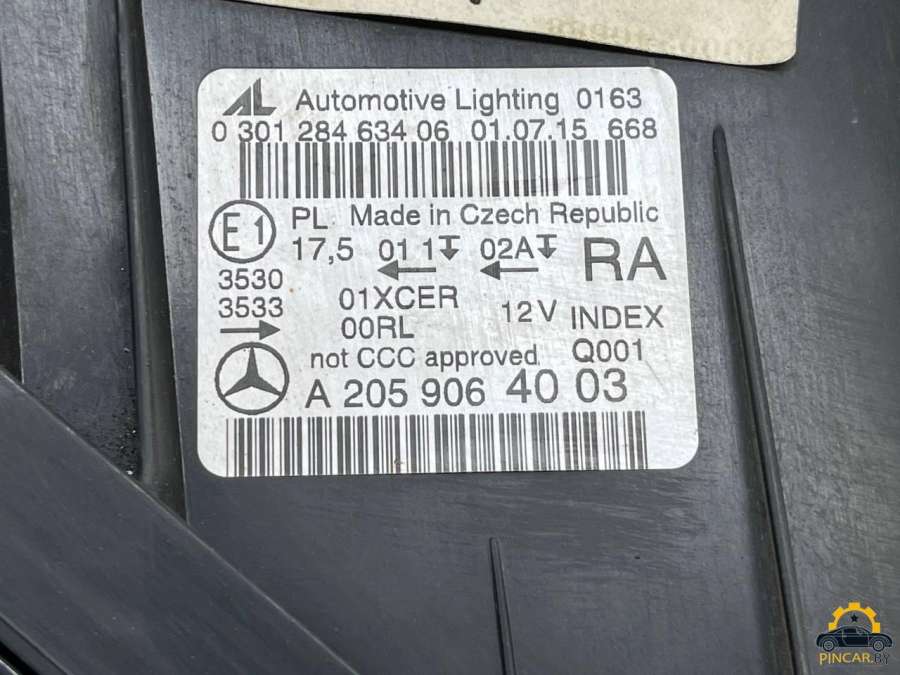 AL Automotive Lighting 0163
0 301 284 634 06 01.07.15 668
E1 PL Made in Czech Republic
17,5 01 1 02A RA
3530
3533
01XCER 12V INDEX
00RL
not CCC approved Q001
A 205 906 4003
PINCAR.BY